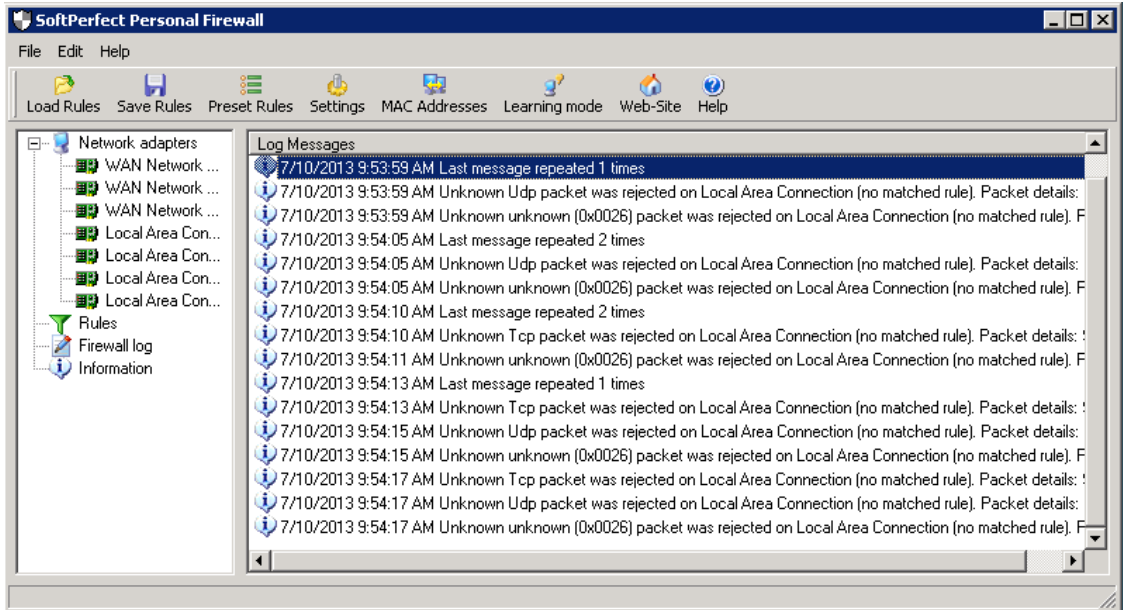 SoftPerfect Personal Firewall
File Edit Help
Load Rules Save Rules Preset Rules Settings MAC Addresses Learning mode Web-Site Help
Network adapters
WAN Network ...
WAN Network ...
WAN Network ...
Local Area Con...
Local Area Con...
Local Area Con...
Local Area Con...
Rules
Firewall log
Information
Log Messages
7/10/2013 9:53:59 AM Last message repeated 1 times
7/10/2013 9:53:59 AM Unknown Udp packet was rejected on Local Area Connection (no matched rule). Packet details:
7/10/2013 9:53:59 AM Unknown unknown (0x0026) packet was rejected on Local Area Connection (no matched rule). F
7/10/2013 9:54:05 AM Last message repeated 2 times
7/10/2013 9:54:05 AM Unknown Udp packet was rejected on Local Area Connection (no matched rule). Packet details:
7/10/2013 9:54:05 AM Unknown unknown (0x0026) packet was rejected on Local Area Connection (no matched rule). F
7/10/2013 9:54:10 AM Last message repeated 2 times
7/10/2013 9:54:10 AM Unknown Tcp packet was rejected on Local Area Connection (no matched rule). Packet details:
7/10/2013 9:54:11 AM Unknown unknown (0x0026) packet was rejected on Local Area Connection (no matched rule). F
7/10/2013 9:54:13 AM Last message repeated 1 times
7/10/2013 9:54:13 AM Unknown Tcp packet was rejected on Local Area Connection (no matched rule). Packet details:
7/10/2013 9:54:15 AM Unknown Udp packet was rejected on Local Area Connection (no matched rule). Packet details:
7/10/2013 9:54:15 AM Unknown unknown (0x0026) packet was rejected on Local Area Connection (no matched rule). F
7/10/2013 9:54:17 AM Unknown Tcp packet was rejected on Local Area Connection (no matched rule). Packet details:
7/10/2013 9:54:17 AM Unknown Udp packet was rejected on Local Area Connection (no matched rule). Packet details:
7/10/2013 9:54:17 AM Unknown unknown (0x0026) packet was rejected on Local Area Connection (no matched rule). F